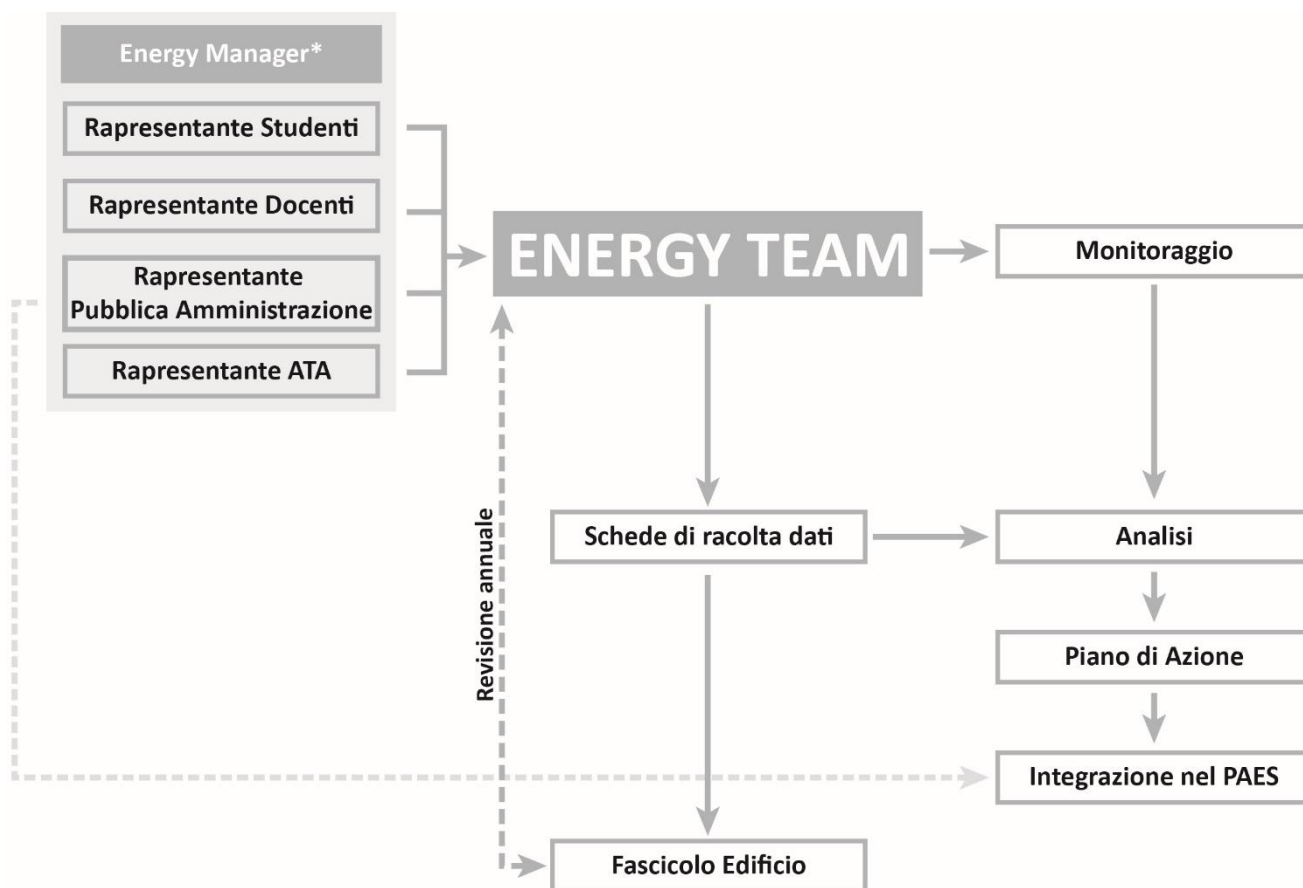 Energy Manager*
Rapresentante Studenti
Rapresentante Docenti
Rapresentante
Pubblica Amministrazione
Rapresentante ATA
ENERGY TEAM
Monitoraggio
Revisione annuale
Schede di racolta dati
Analisi
Piano di Azione
Integrazione nel PAES
Fascicolo Edificio